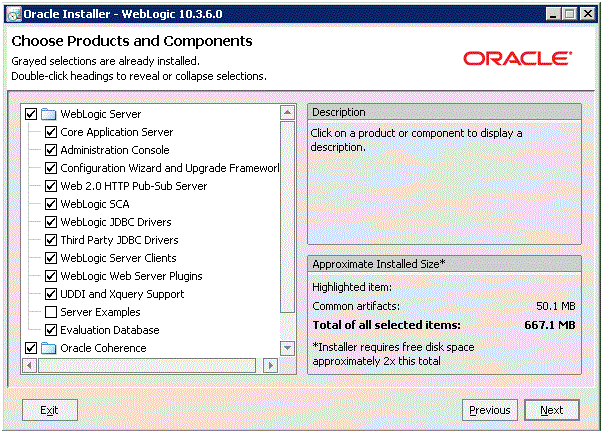 Oracle Installer - WebLogic 10.3.6.0
Choose Products and Components
Grayed selections are already installed.
Double-click headings to reveal or collapse selections.
ORACLE
WebLogic Server
Core Application Server
Administration Console
Configuration Wizard and Upgrade Framework
Web 2.0 HTTP Pub-Sub Server
WebLogic SCA
WebLogic JDBC Drivers
Third Party JDBC Drivers
WebLogic Server Clients
WebLogic Web Server Plugins
UDDI and Xquery Support
Server Examples
Evaluation Database
Oracle Coherence
Description
Click on a product or component to display a
description.
Approximate Installed Size*
Highlighted item:
Common artifacts: 50.1 MB
Total of all selected items: 667.1 MB
*Installer requires free disk space
approximately 2x this total
Exit
Previous
Next